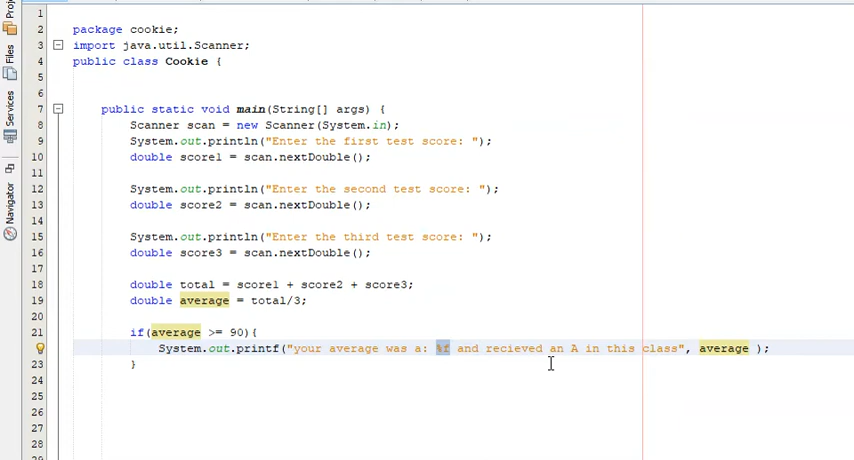 Proj
Files
Services
Navigator
1
2 package cookie;
3 import java.util.Scanner;
4 public class Cookie {
5
6
7 public static void main(String[] args) {
8 Scanner scan = new Scanner(System.in);
9 System.out.println("Enter the first test score: ");
10 double score1 = scan.nextDouble();
11
12 System.out.println("Enter the second test score: ");
13 double score2 = scan.nextDouble();
14
15 System.out.println("Enter the third test score: ");
16 double score3 = scan.nextDouble();
17
18 double total = score1 + score2 + score3;
19 double average = total/3;
20
21 if(average >= 90){
System.out.printf("your average was a: %f and recieved an A in this class", average );
23 }
24
25
26
27
28
29